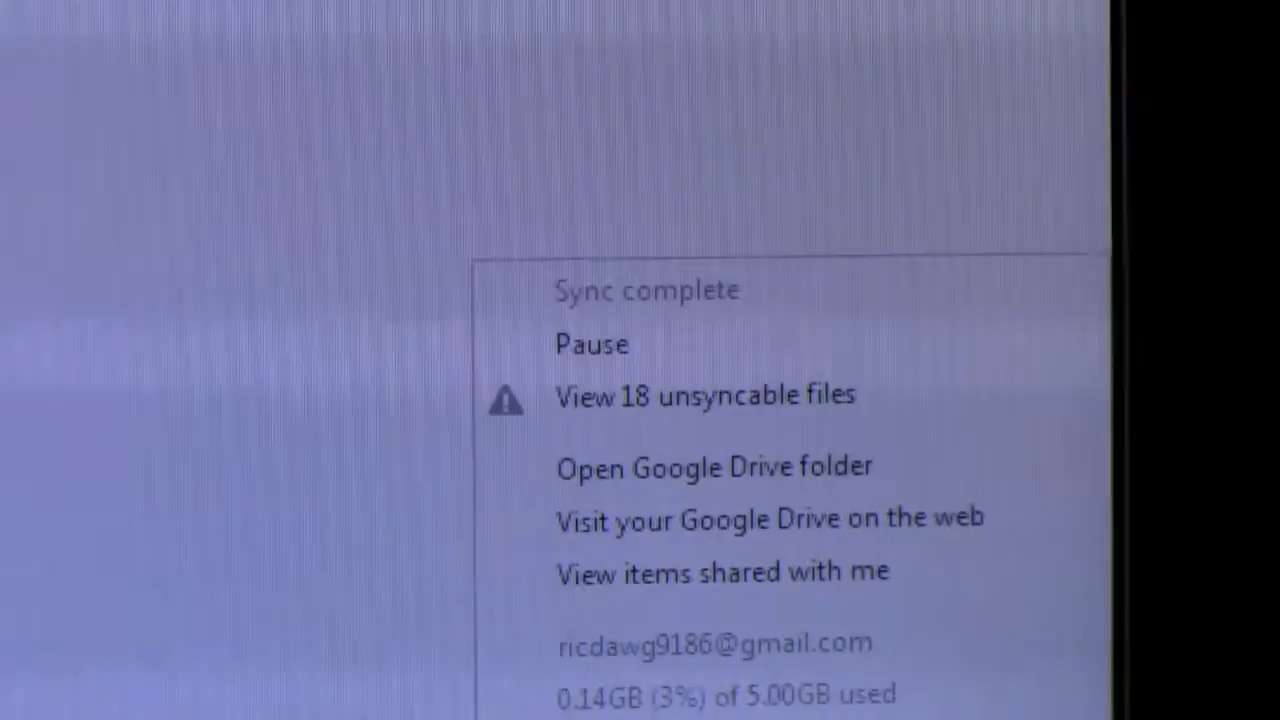 Sync complete
Pause
View 18 unsyncable files
Open Google Drive folder
Visit your Google Drive on the web
View items shared with me
ricdawg9186@gmail.com
0.14GB (3%) of 5.00GB used